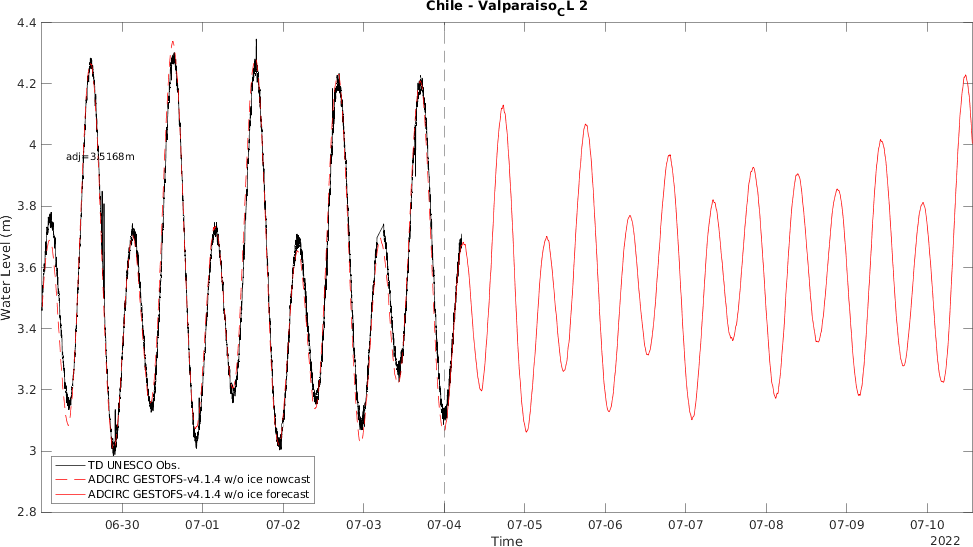 Chile - Valparaiso_CL 2
4.4
4.2
4
3.8
3.6
3.4
3.2
3
2.8
Water Level (m)
adj=3.5168m
TD UNESCO Obs.
ADCIRC GESTOFS-v4.1.4 w/o ice nowcast
ADCIRC GESTOFS-v4.1.4 w/o ice forecast
06-30 07-01 07-02 07-03 07-04 07-05 07-06 07-07 07-08 07-09 07-10
Time
2022